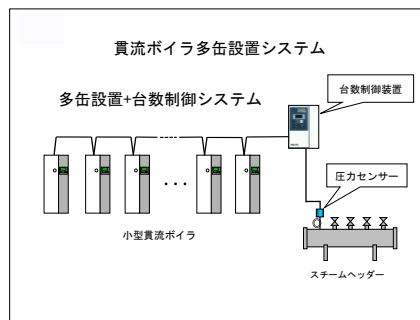 貫流ボイラ多缶設置システム
台数制御装置
多缶設置+台数制御システム
圧力センサー
・・・
小型貫流ボイラ
スチームヘッダー